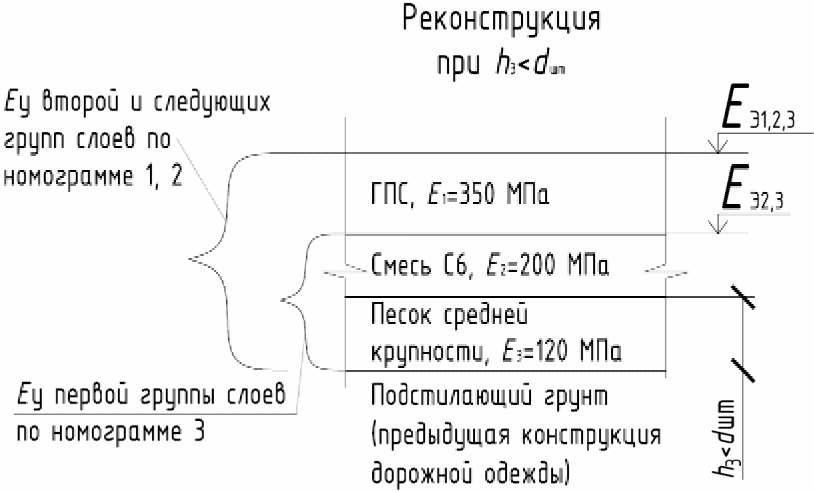 Реконструкция
при h₃<dшт
Еу второй и следующих
групп слоев по
номограмме 1, 2
E Э1,2,3
ГПС, E₁=350 МПа
E Э2,3
Смесь С6, E₂=200 МПа
Песок средней
крупности, E₃=120 МПа
Еу первой группы слоев
по номограмме 3
Подстилающий грунт
(предыдущая конструкция
дорожной одежды)
h₃<dшт